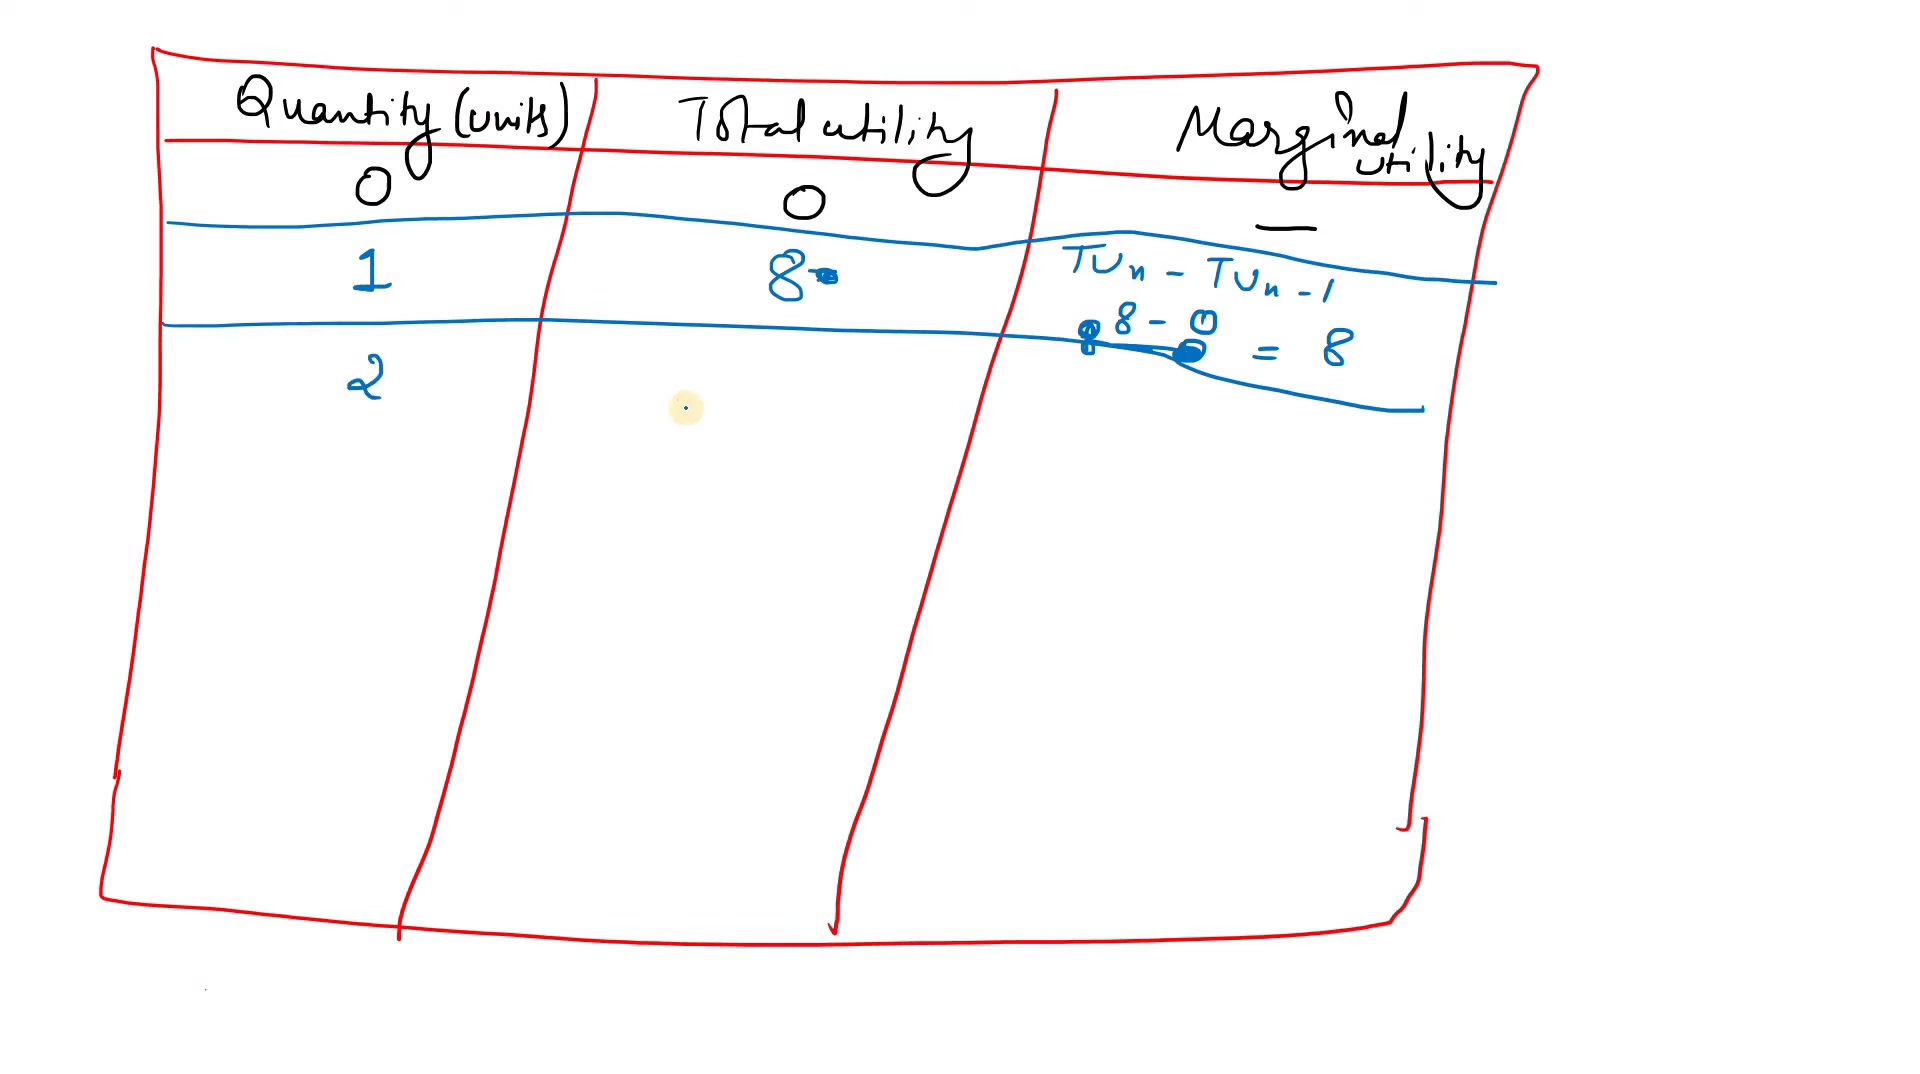 Quantity (units) Total utility Marginal utility
0 0 —
1 8 TUn - TUn-1
8 - 0 = 8
2